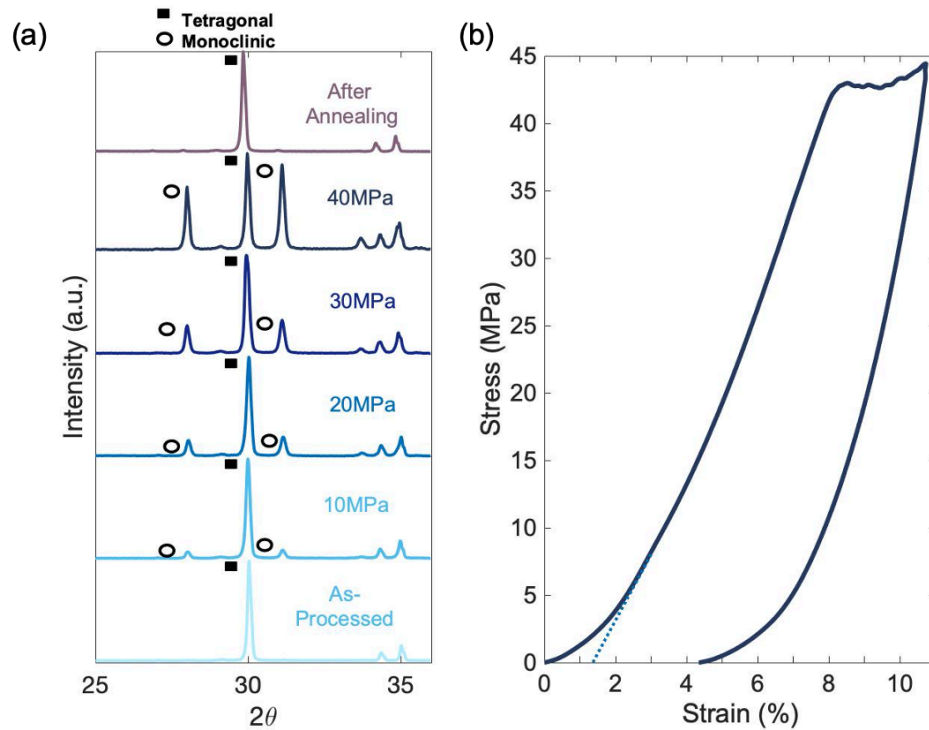 (a)
Tetragonal
Monoclinic
After
Annealing
40MPa
30MPa
20MPa
10MPa
As-
Processed
Intensity (a.u.)
25 30 35
2θ
(b)
45
40
35
30
25
20
15
10
5
0
Stress (MPa)
0 2 4 6 8 10
Strain (%)